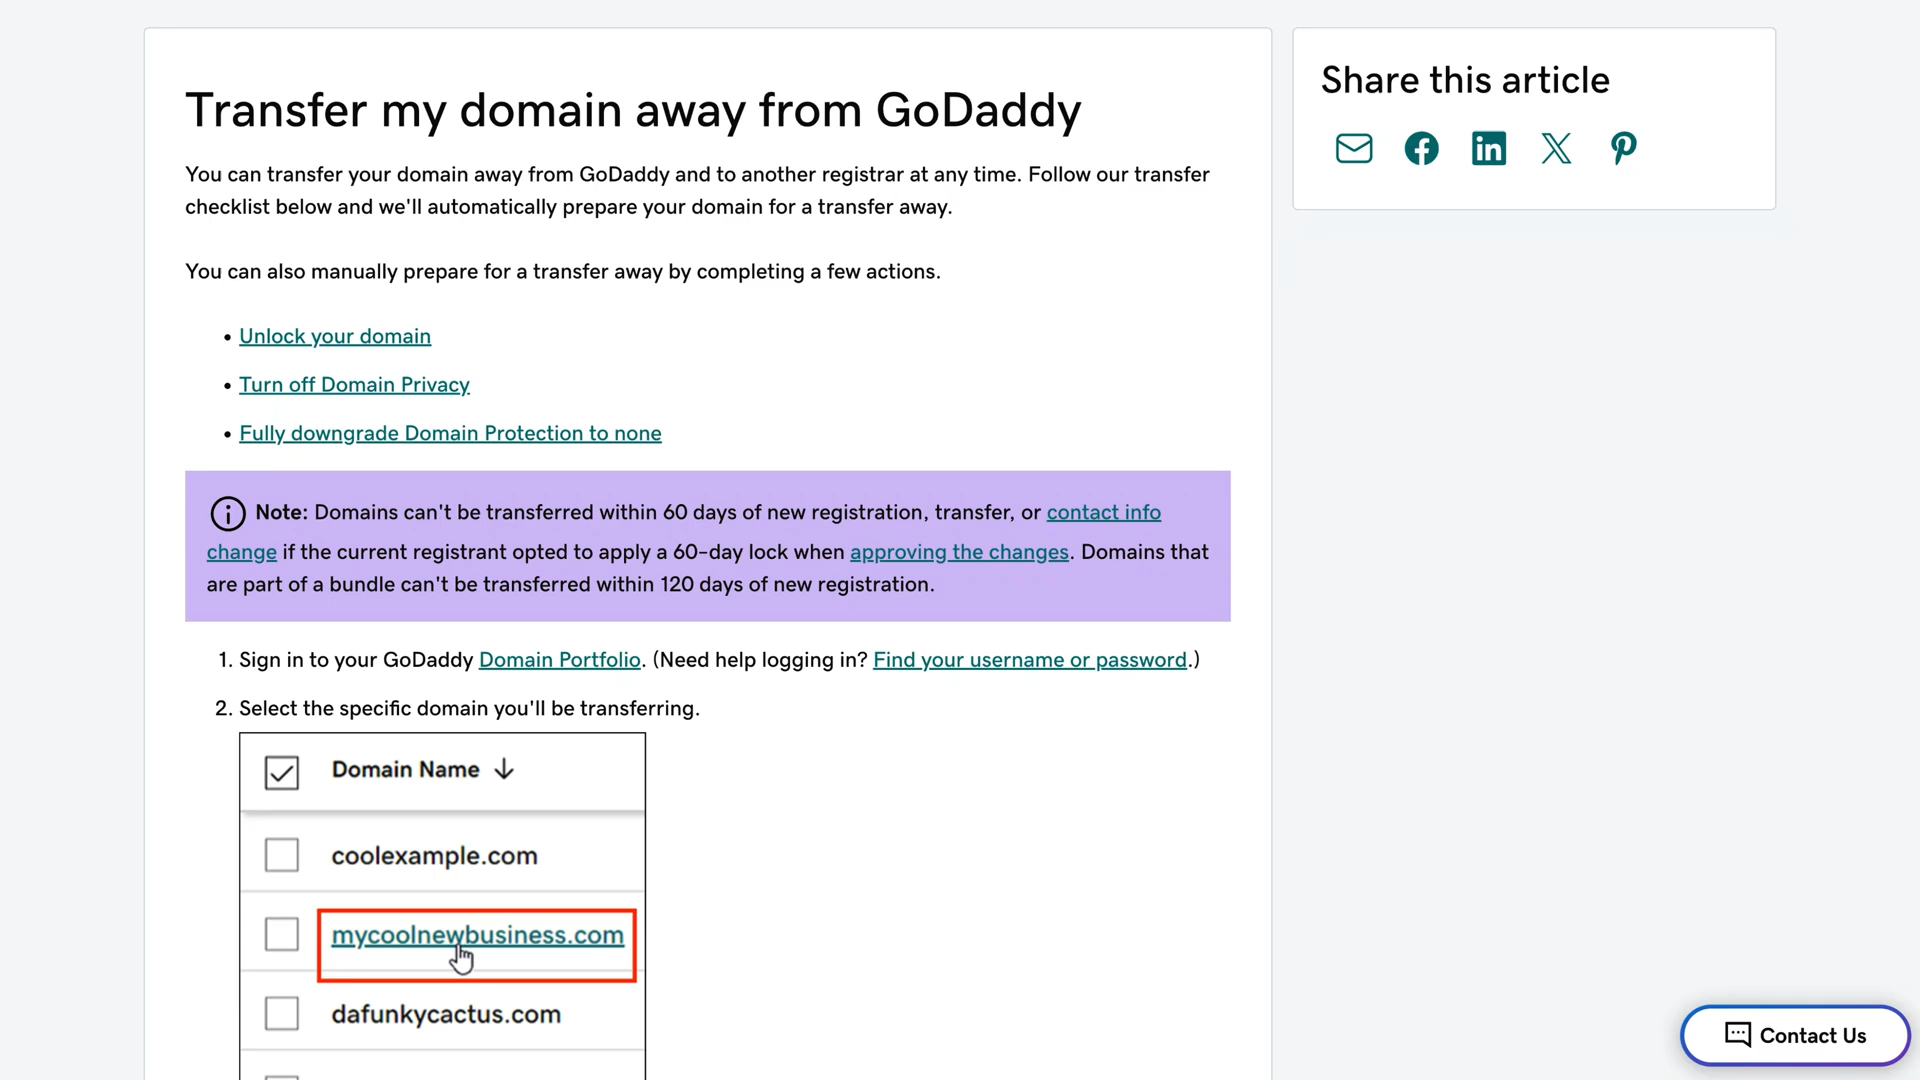 Transfer my domain away from GoDaddy
You can transfer your domain away from GoDaddy and to another registrar at any time. Follow our transfer
checklist below and we'll automatically prepare your domain for a transfer away.
You can also manually prepare for a transfer away by completing a few actions.
• Unlock your domain
• Turn off Domain Privacy
• Fully downgrade Domain Protection to none
Note: Domains can't be transferred within 60 days of new registration, transfer, or contact info
change if the current registrant opted to apply a 60-day lock when approving the changes. Domains that
are part of a bundle can't be transferred within 120 days of new registration.
1. Sign in to your GoDaddy Domain Portfolio. (Need help logging in? Find your username or password.)
2. Select the specific domain you'll be transferring.
Domain Name ↓
coolexample.com
mycoolnewbusiness.com
dafunkycactus.com
Share this article
Contact Us